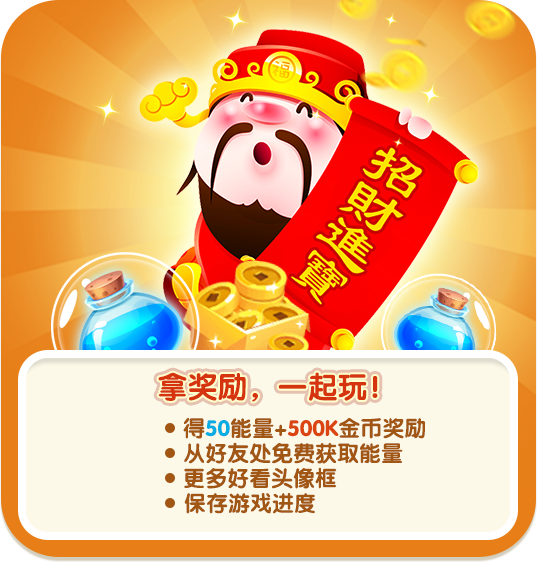 福
招財進寶
拿奖励，一起玩！
得50能量+500K金币奖励
从好友处免费获取能量
更多好看头像框
保存游戏进度